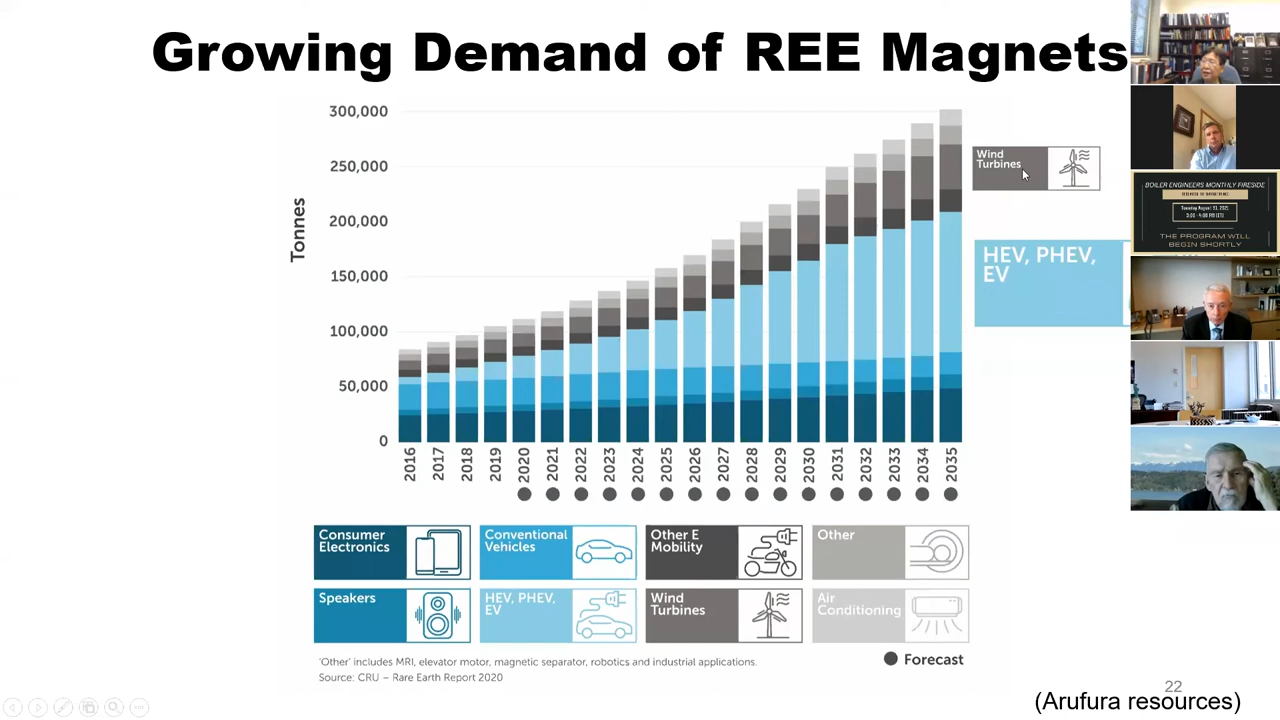 Growing Demand of REE Magnets
Tonnes
300,000
250,000
200,000
150,000
100,000
50,000
0
2016
2017
2018
2019
2020
2021
2022
2023
2024
2025
2026
2027
2028
2029
2030
2031
2032
2033
2034
2035
Wind
Turbines
HEV, PHEV,
EV
Consumer
Electronics
Conventional
Vehicles
Other E
Mobility
Other
Speakers
HEV, PHEV,
EV
Wind
Turbines
Air
Conditioning
'Other' includes MRI, elevator motor, magnetic separator, robotics and industrial applications.
Source: CRU – Rare Earth Report 2020
Forecast
22
(Arufura resources)
BOILER ENGINEERS MONTHLY FIRESIDE
THE PROGRAM WILL
BEGIN SHORTLY